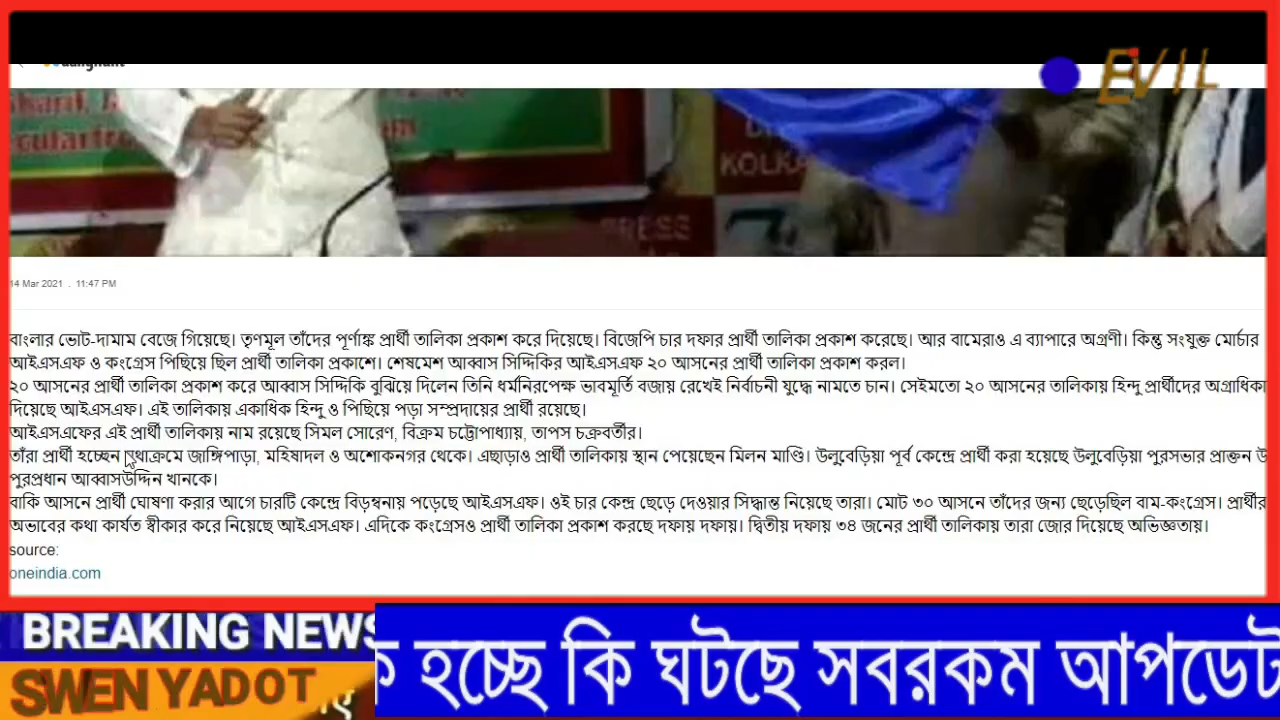 EVIL
KOLKA
PRESS
14 Mar 2021 . 11:47 PM
বাংলার ভোট-দামাম বেজে গিয়েছে। তৃণমূল তাঁদের পূর্ণাঙ্গ প্রার্থী তালিকা প্রকাশ করে দিয়েছে। বিজেপি চার দফার প্রার্থী তালিকা প্রকাশ করেছে। আর বামেরাও এ ব্যাপারে অগ্রণী। কিন্তু সংযুক্ত মোর্চার
আইএসএফ ও কংগ্রেস পিছিয়ে ছিল প্রার্থী তালিকা প্রকাশে। শেষমেশ আব্বাস সিদ্দিকির আইএসএফ ২০ আসনের প্রার্থী তালিকা প্রকাশ করল।
২০ আসনের প্রার্থী তালিকা প্রকাশ করে আব্বাস সিদ্দিকি বুঝিয়ে দিলেন তিনি ধর্মনিরপেক্ষ ভাবমূর্তি বজায় রেখেই নির্বাচনী যুদ্ধে নামতে চান। সেইমতো ২০ আসনের তালিকায় হিন্দু প্রার্থীদের অগ্রাধিকা
দিয়েছে আইএসএফ। এই তালিকায় একাধিক হিন্দু ও পিছিয়ে পড়া সম্প্রদায়ের প্রার্থী রয়েছে।
আইএসএফের এই প্রার্থী তালিকায় নাম রয়েছে সিমল সোরেণ, বিক্রম চট্টোপাধ্যায়, তাপস চক্রবর্তীর।
তাঁরা প্রার্থী হচ্ছেন যথাক্রমে জাঙ্গিপাড়া, মহিষাদল ও অশোকনগর থেকে। এছাড়াও প্রার্থী তালিকায় স্থান পেয়েছেন মিলন মাণ্ডি। উলুবেড়িয়া পূর্ব কেন্দ্রে প্রার্থী করা হয়েছে উলুবেড়িয়া পুরসভার প্রাক্তন উ
পুরপ্রধান আব্বাসউদ্দিন খানকে।
বাকি আসনে প্রার্থী ঘোষণা করার আগে চারটি কেন্দ্রে বিড়ম্বনায় পড়েছে আইএসএফ। ওই চার কেন্দ্র ছেড়ে দেওয়ার সিদ্ধান্ত নিয়েছে তারা। মোট ৩০ আসনে তাঁদের জন্য ছেড়েছিল বাম-কংগ্রেস। প্রার্থীর
অভাবের কথা কার্যত স্বীকার করে নিয়েছে আইএসএফ। এদিকে কংগ্রেসও প্রার্থী তালিকা প্রকাশ করছে দফায় দফায়। দ্বিতীয় দফায় ৩৪ জনের প্রার্থী তালিকায় তারা জোর দিয়েছে অভিজ্ঞতায়।
source:
oneindia.com
BREAKING NEWS
SWEN YADOT
ক হচ্ছে কি ঘটছে সবরকম আপডেট